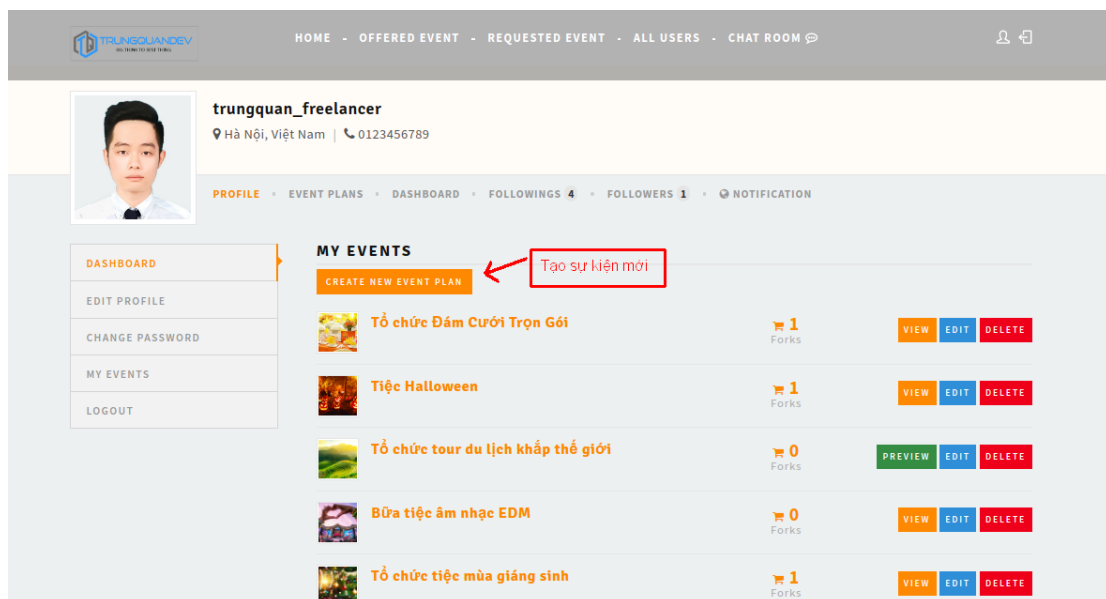 TRUNGQUANDEV
HOME - OFFERED EVENT - REQUESTED EVENT - ALL USERS - CHAT ROOM
trungquan_freelancer
Hà Nội, Việt Nam | 0123456789
PROFILE • EVENT PLANS • DASHBOARD • FOLLOWINGS 4 • FOLLOWERS 1 • NOTIFICATION
DASHBOARD
EDIT PROFILE
CHANGE PASSWORD
MY EVENTS
LOGOUT
MY EVENTS
Tạo sự kiện mới
CREATE NEW EVENT PLAN
Tổ chức Đám Cưới Trọn Gói
1
Forks
VIEW EDIT DELETE
Tiệc Halloween
1
Forks
VIEW EDIT DELETE
Tổ chức tour du lịch khắp thế giới
0
Forks
PREVIEW EDIT DELETE
Bữa tiệc âm nhạc EDM
0
Forks
VIEW EDIT DELETE
Tổ chức tiệc mùa giáng sinh
1
Forks
VIEW EDIT DELETE